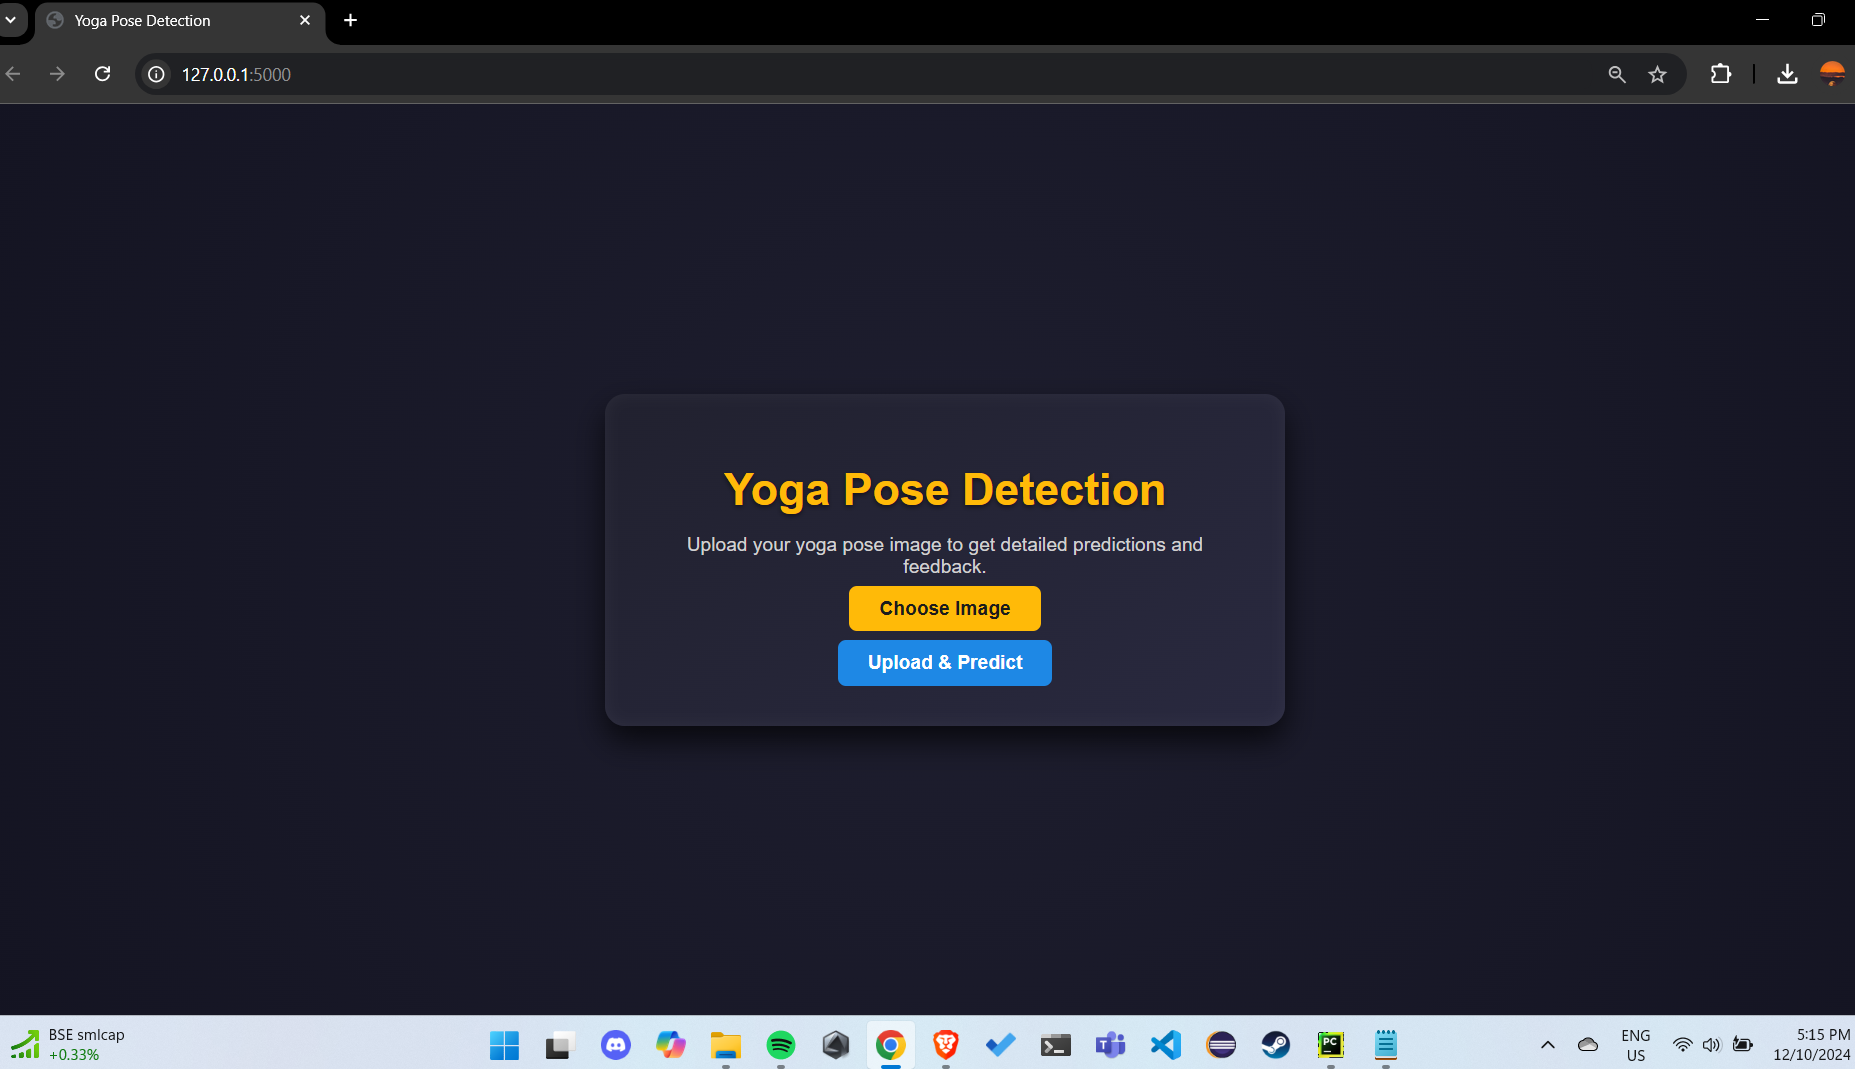 Yoga Pose Detection
127.0.0.1:5000
Yoga Pose Detection
Upload your yoga pose image to get detailed predictions and
feedback.
Choose Image
Upload & Predict
BSE smlcap
+0.33%
PC
ENG
US
5:15 PM
12/10/2024